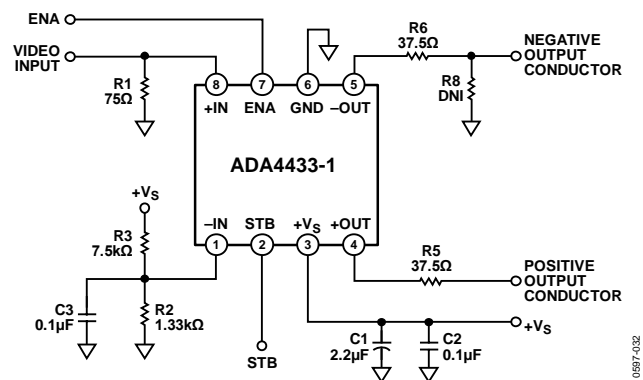 ENA
VIDEO
INPUT
R1
75Ω
8
7
6
5
+IN
ENA
GND
–OUT
R6
37.5Ω
NEGATIVE
OUTPUT
CONDUCTOR
R8
DNI
ADA4433-1
+VS
R3
7.5kΩ
–IN
STB
+VS
+OUT
1
2
3
4
R5
37.5Ω
POSITIVE
OUTPUT
CONDUCTOR
C3
0.1µF
R2
1.33kΩ
STB
C1
2.2µF
C2
0.1µF
+VS
0597-032